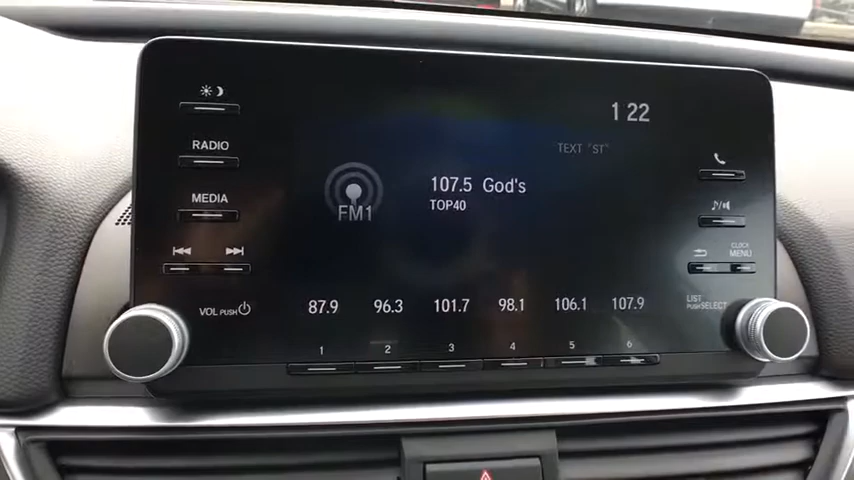 1 22
RADIO
TEXT "ST"
107.5 God's
MEDIA
TOP40
FM1
CLOCK
MENU
87.9 96.3 101.7 98.1 106.1 107.9
LIST
PUSH SELECT
VOL PUSH
1 2 3 4 5 6